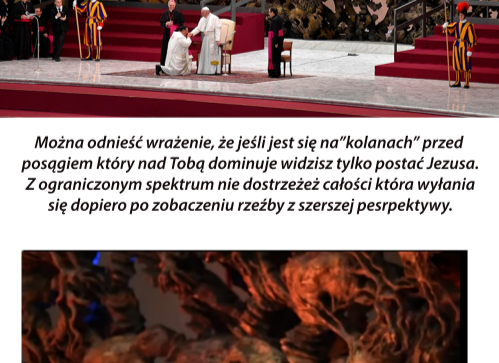 Można odnieść wrażenie, że jeśli jest się na”kolanach” przed
posągiem który nad Tobą dominuje widzisz tylko postać Jezusa.
Z ograniczonym spektrum nie dostrzeżeż całości która wyłania
się dopiero po zobaczeniu rzeźby z szerszej pesrpektywy.